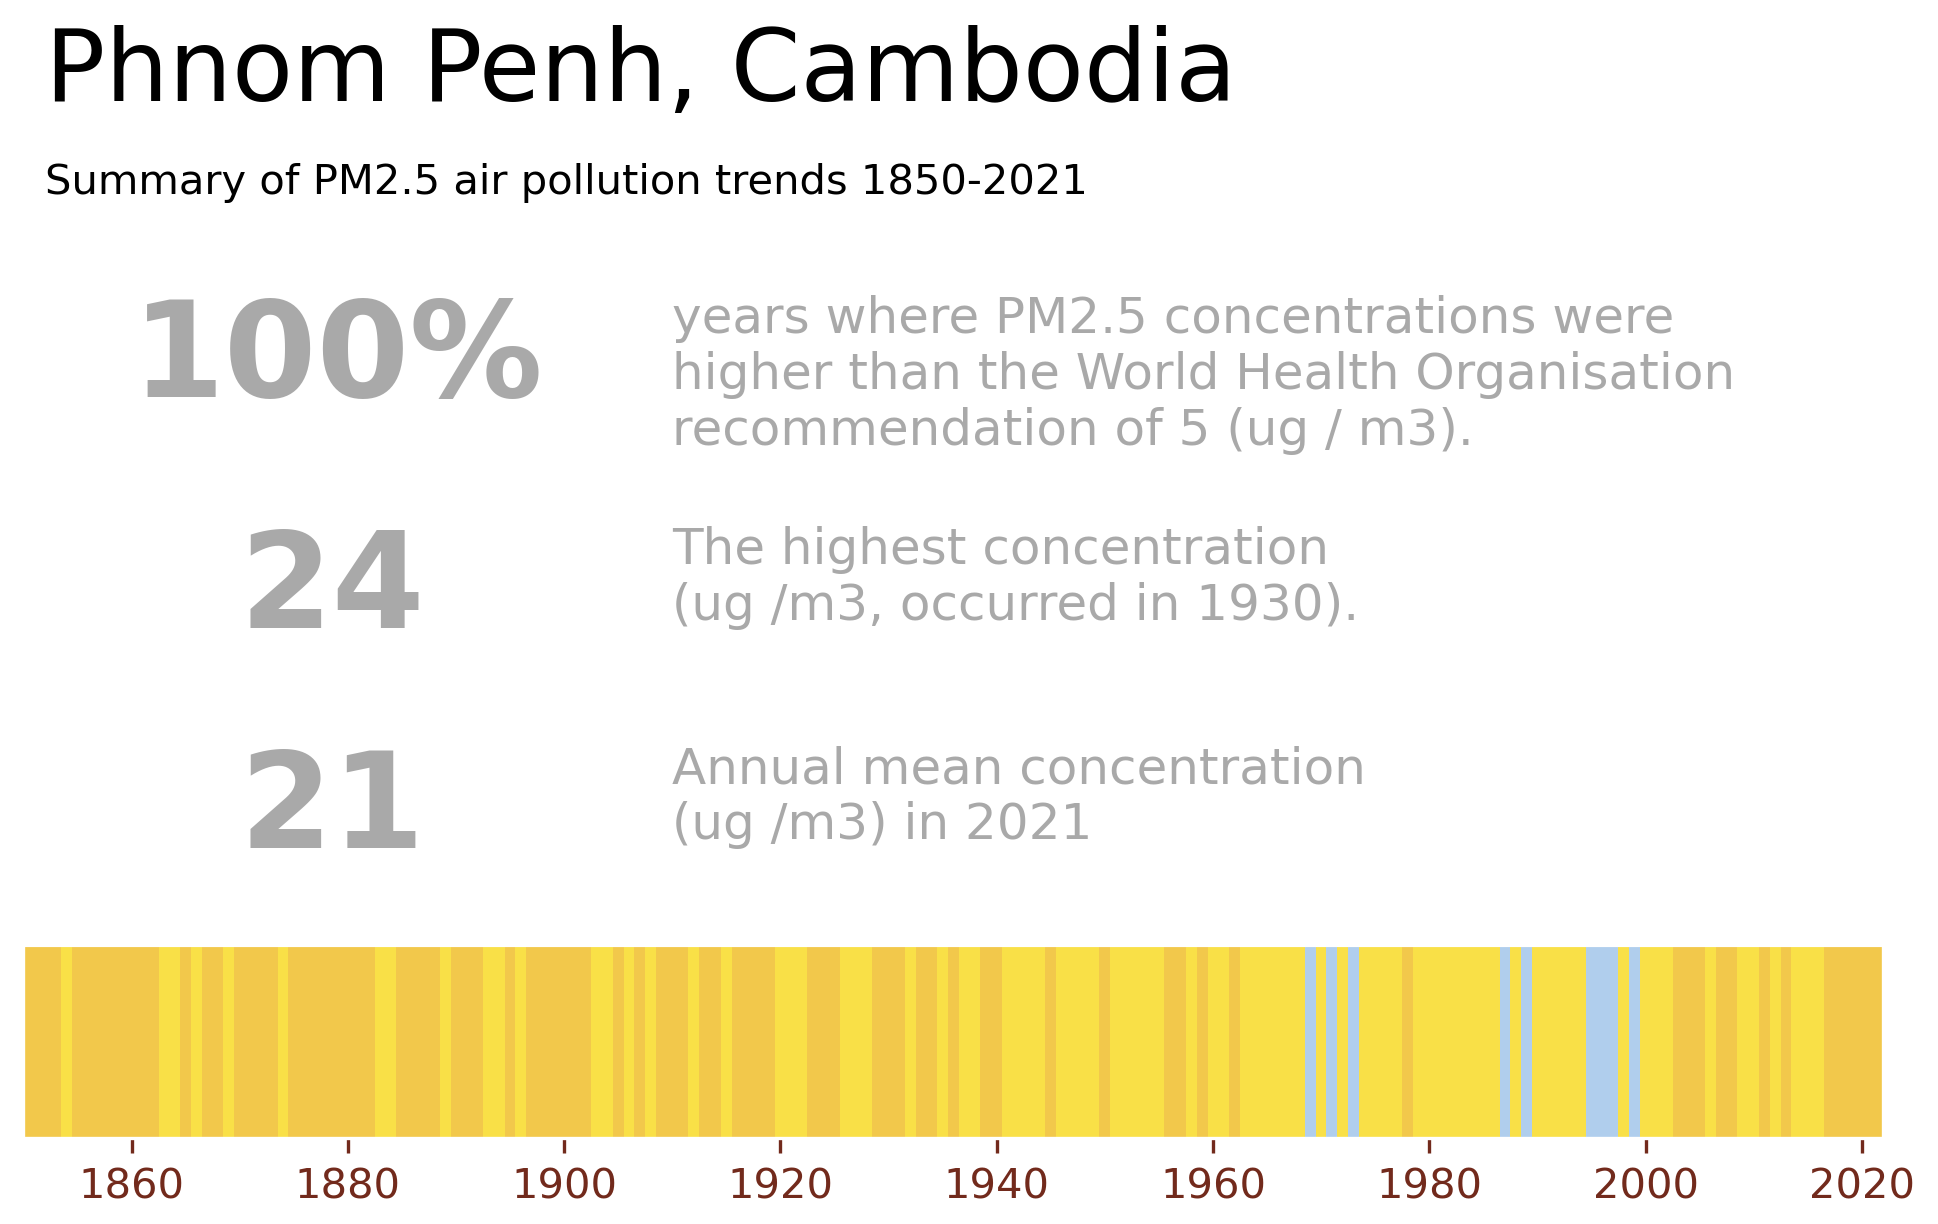 Phnom Penh, Cambodia
Summary of PM2.5 air pollution trends 1850-2021
100%
years where PM2.5 concentrations were
higher than the World Health Organisation
recommendation of 5 (ug / m3).
24
The highest concentration
(ug /m3, occurred in 1930).
21
Annual mean concentration
(ug /m3) in 2021
1860 1880 1900 1920 1940 1960 1980 2000 2020